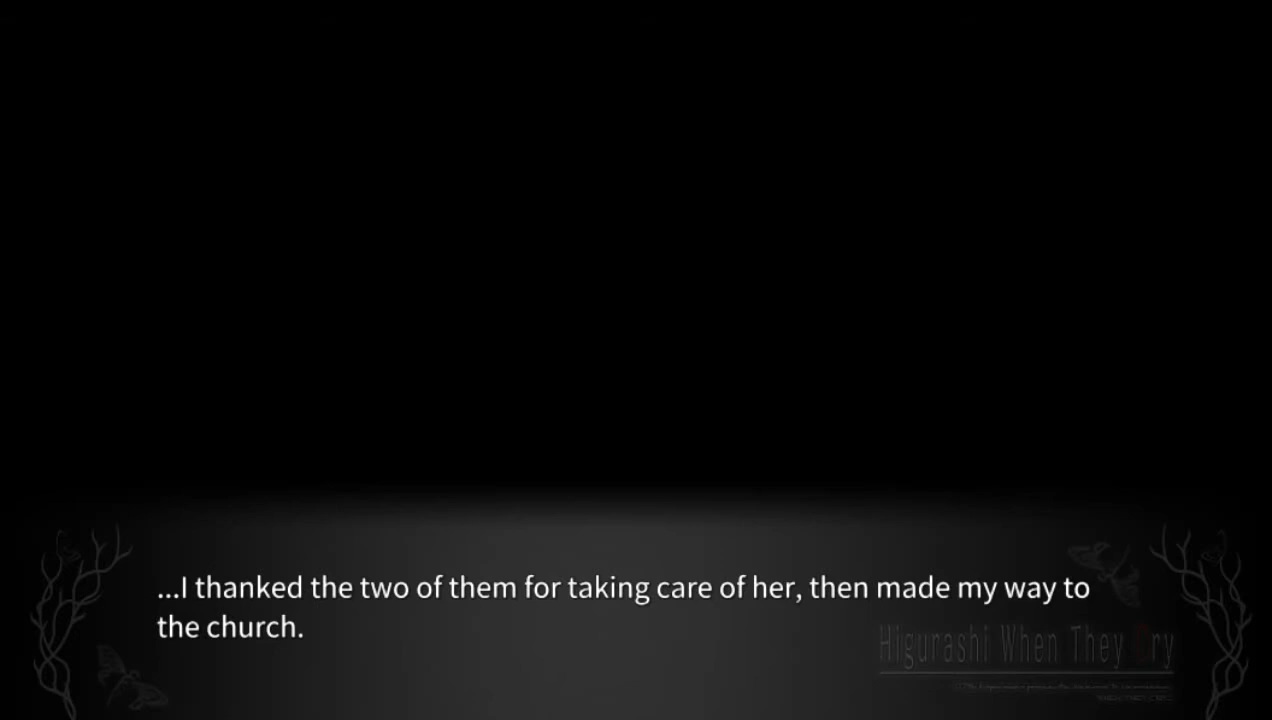 ...I thanked the two of them for taking care of her, then made my way to
the church.
Higurashi When They Cry